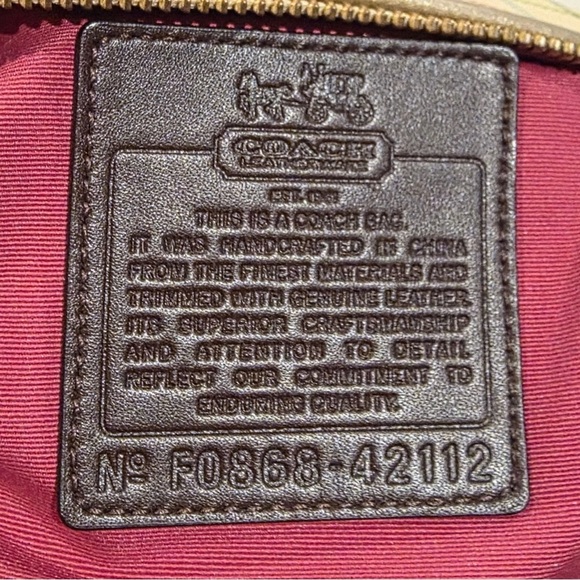 COACH
LEATHERWARE
EST. 1941
THIS IS A COACH BAG.
IT WAS HANDCRAFTED IN CHINA
FROM THE FINEST MATERIALS AND
TRIMMED WITH GENUINE LEATHER.
ITS SUPERIOR CRAFTSMANSHIP
AND ATTENTION TO DETAIL
REFLECT OUR COMMITMENT TO
ENDURING QUALITY.
Nº F0868-42112